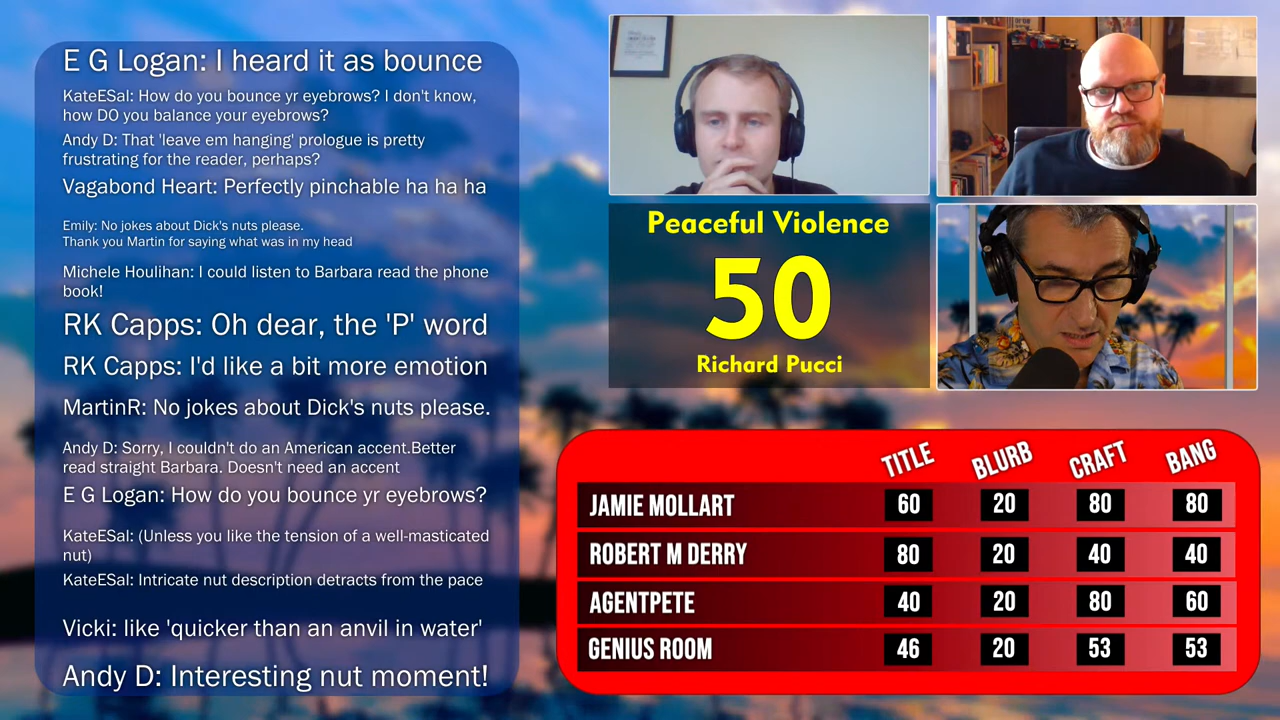 E G Logan: I heard it as bounce
KateESal: How do you bounce yr eyebrows? I don't know,
how DO you balance your eyebrows?
Andy D: That 'leave em hanging' prologue is pretty
frustrating for the reader, perhaps?
Vagabond Heart: Perfectly pinchable ha ha ha
Emily: No jokes about Dick's nuts please.
Thank you Martin for saying what was in my head
Michele Houlihan: I could listen to Barbara read the phone
book!
RK Capps: Oh dear, the 'P' word
RK Capps: I'd like a bit more emotion
MartinR: No jokes about Dick's nuts please.
Andy D: Sorry, I couldn't do an American accent.Better
read straight Barbara. Doesn't need an accent
E G Logan: How do you bounce yr eyebrows?
KateESal: (Unless you like the tension of a well-masticated
nut)
KateESal: Intricate nut description detracts from the pace
Vicki: like 'quicker than an anvil in water'
Andy D: Interesting nut moment!
Peaceful Violence
50
Richard Pucci
TITLE BLURB CRAFT BANG
JAMIE MOLLART 60 20 80 80
ROBERT M DERRY 80 20 40 40
AGENTPETE 40 20 80 60
GENIUS ROOM 46 20 53 53